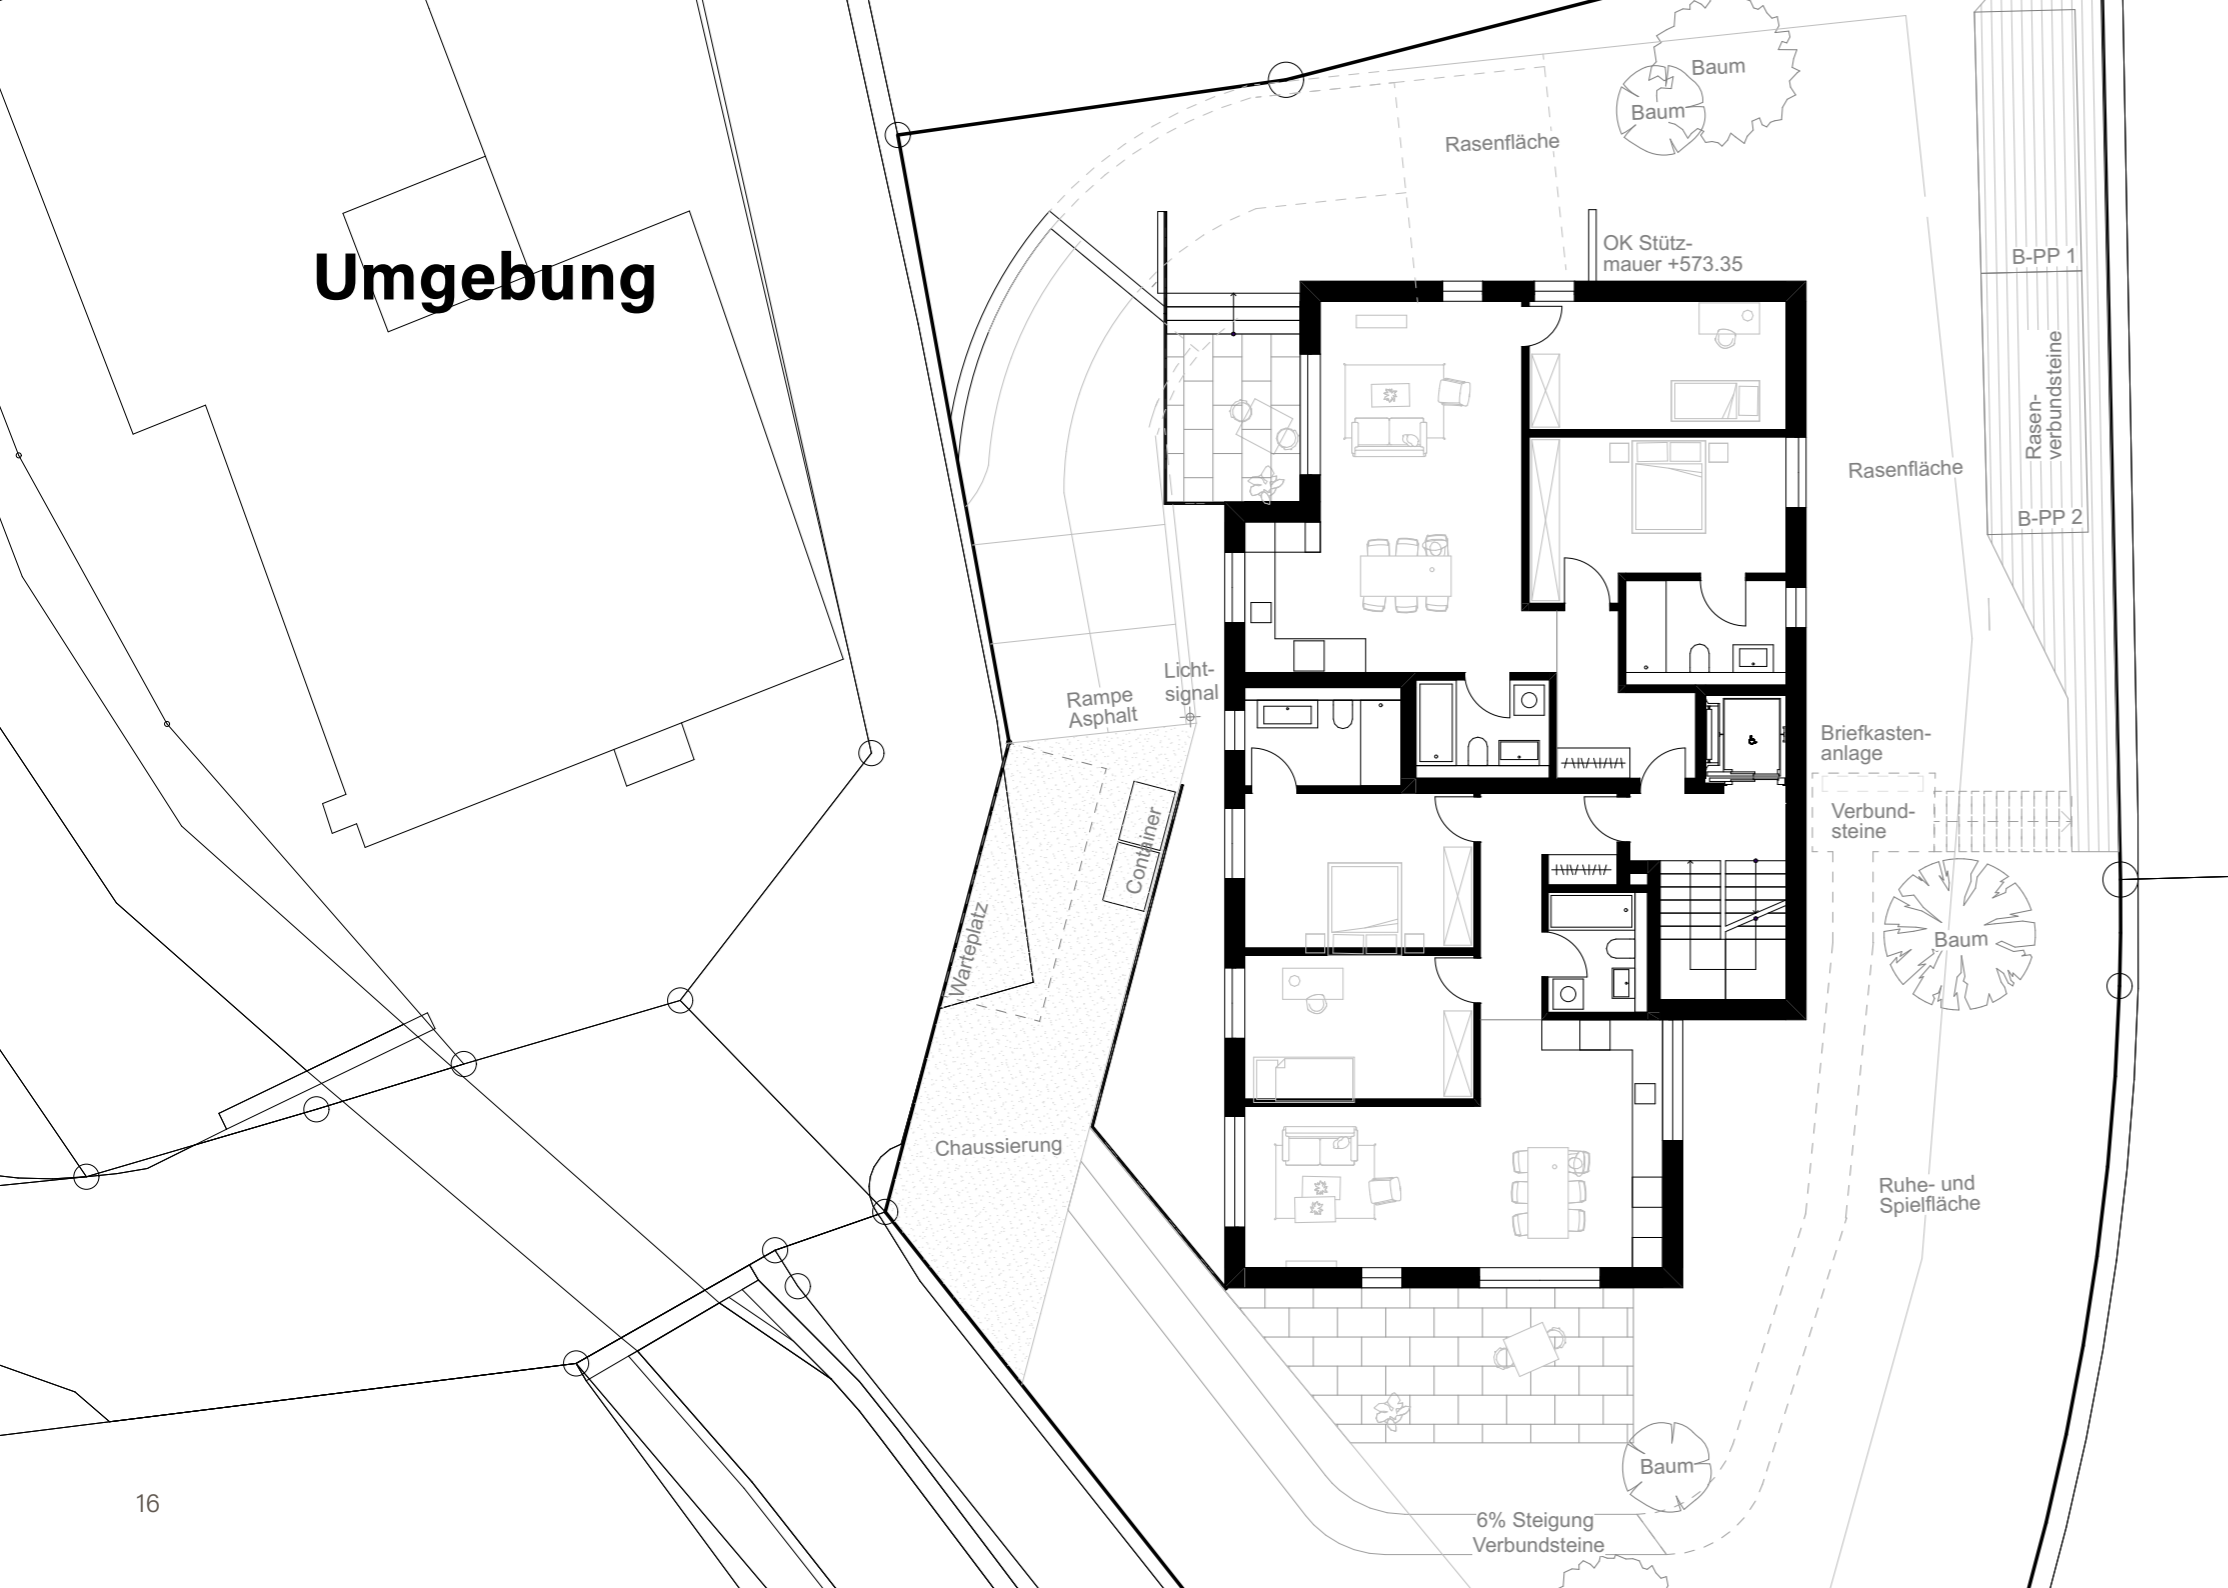 Umgebung
Baum
Baum
Rasenfläche
OK Stütz-
mauer +573.35
B-PP 1
Rasen-
verbundsteine
Rasenfläche
B-PP 2
Licht-
signal
Rampe
Asphalt
Briefkasten-
anlage
Verbund-
steine
Container
Warteplatz
Baum
Chaussierung
Ruhe- und
Spielfläche
Baum
6% Steigung
Verbundsteine
16